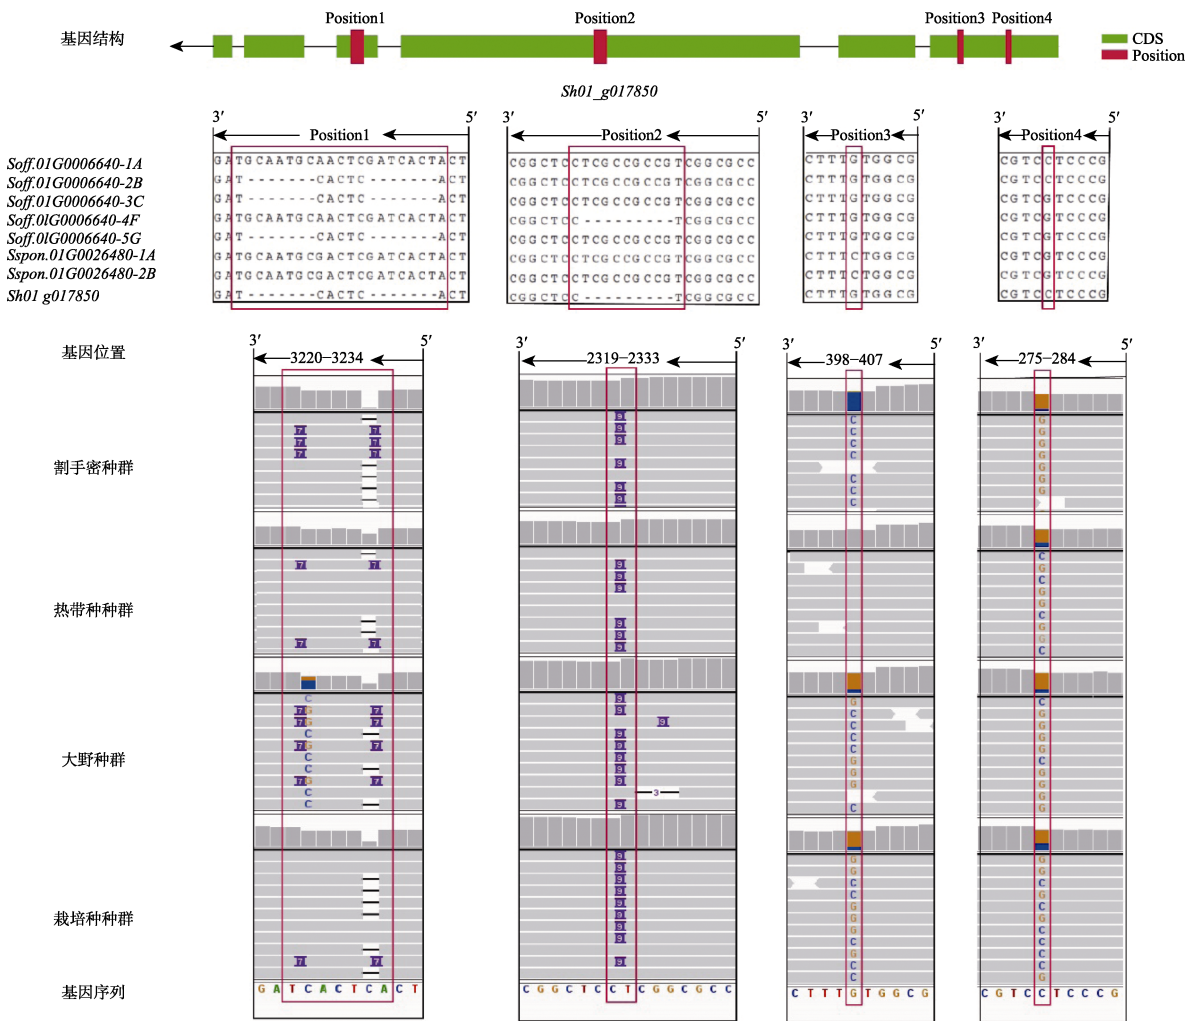 Position1 Position2 Position3 Position4
基因结构
CDS
Position
Sh01_g017850
3′ 5′ 3′ 5′ 3′ 5′ 3′ 5′
Position1 Position2 Position3 Position4
Soff.01G0006640-1A GATGCAATGCAACTCGATCACTACT CGGCTCCTCGCCGCCGTCGGCGCC CTTTGTGGCG CGTCCTCCCG
Soff.01G0006640-2B GAT-------CACTC-------ACT CGGCTCCTCGCCGCCGTCGGCGCC CTTTGTGGCG CGTCCTCCCG
Soff.01G0006640-3C GAT-------CACTC-------ACT CGGCTCCTCGCCGCCGTCGGCGCC CTTTGTGGCG CGTCGTCCCG
Soff.0lG0006640-4F GATGCAATGCAACTCGATCACTACT CGGCTCC---------TCGGCGCC CTTTGTGGCG CGTCGTCCCG
Soff.0lG0006640-5G GAT-------CACTC-------ACT CGGCTCCTCGCCGCCGTCGGCGCC CTTTGTGGCG CGTCGTCCCG
Sspon.01G0026480-1A GATGCAATGCGACTCGATCACTACT CGGCTCCTCGCCGCCGTCGGCGCC CTTTCTGGCG CGTCGTCCCG
Sspon.01G0026480-2B GATGCAATGCGACTCGATCACTACT CGGCTCCTCGCCGCCGTCGGCGCC CTTTCTGGCG CGTCGTCCCG
Sh01 g017850 GAT-------CACTC-------ACT CGGCTCC---------TCGGCGCC CTTTGTGGCG CGTCCTCCCG
基因位置
3′ 5′ 3′ 5′ 3′ 5′ 3′ 5′
3220−3234 2319−2333 398−407 275−284
割手密种群
热带种种群
大野种群
3
栽培种种群
基因序列
GATCACTCACT CGGCTCCTCGGCGCC CTTTGTGGCG CGTCCTCCCG